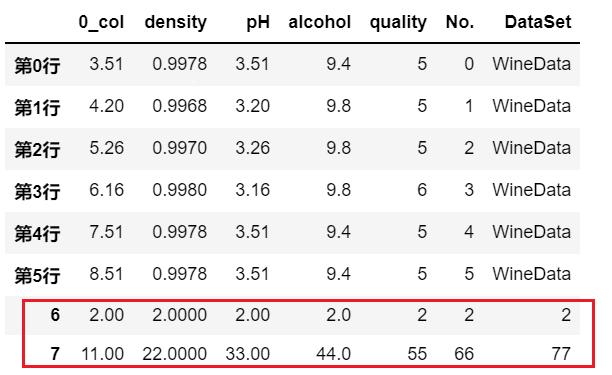 0_col density pH alcohol quality No. DataSet
第0行 3.51 0.9978 3.51 9.4 5 0 WineData
第1行 4.20 0.9968 3.20 9.8 5 1 WineData
第2行 5.26 0.9970 3.26 9.8 5 2 WineData
第3行 6.16 0.9980 3.16 9.8 6 3 WineData
第4行 7.51 0.9978 3.51 9.4 5 4 WineData
第5行 8.51 0.9978 3.51 9.4 5 5 WineData
6 2.00 2.0000 2.00 2.0 2 2 2
7 11.00 22.0000 33.00 44.0 55 66 77